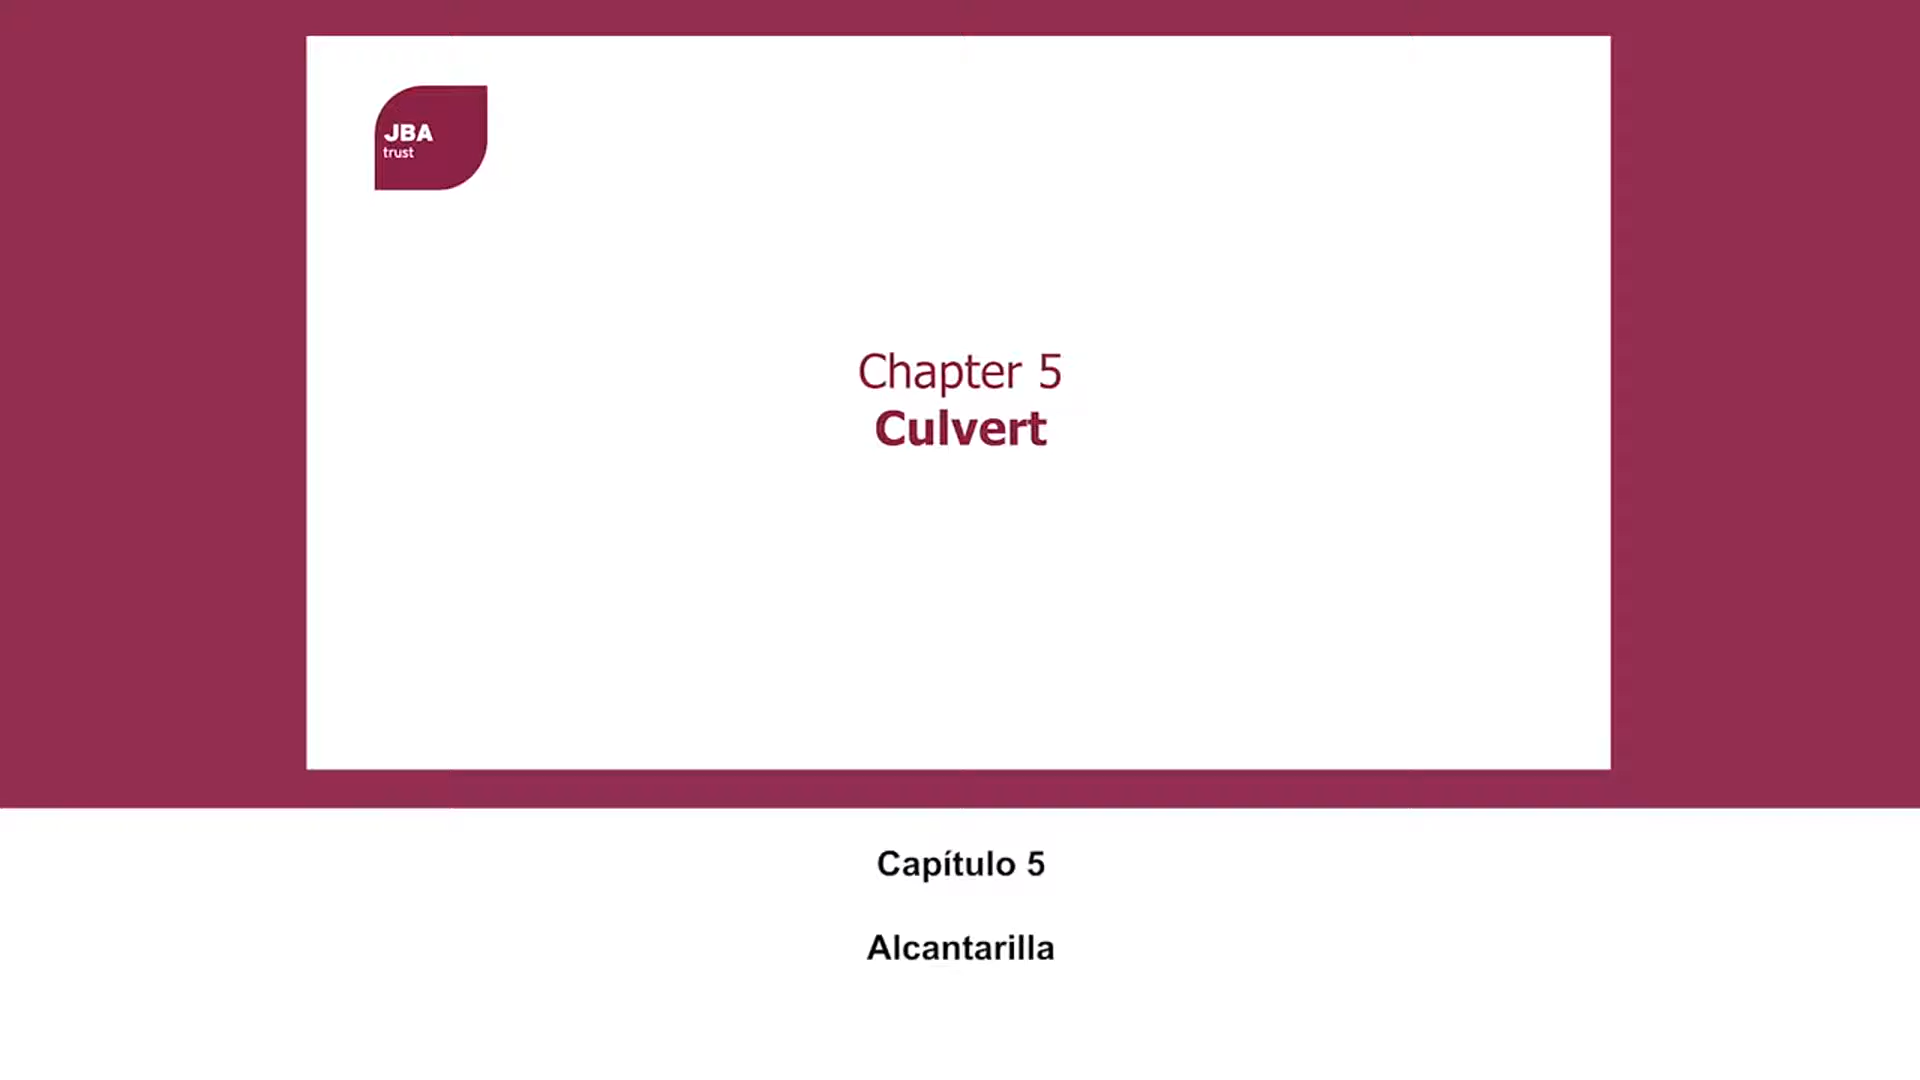 JBA
trust
Chapter 5
Culvert
Capítulo 5
Alcantarilla